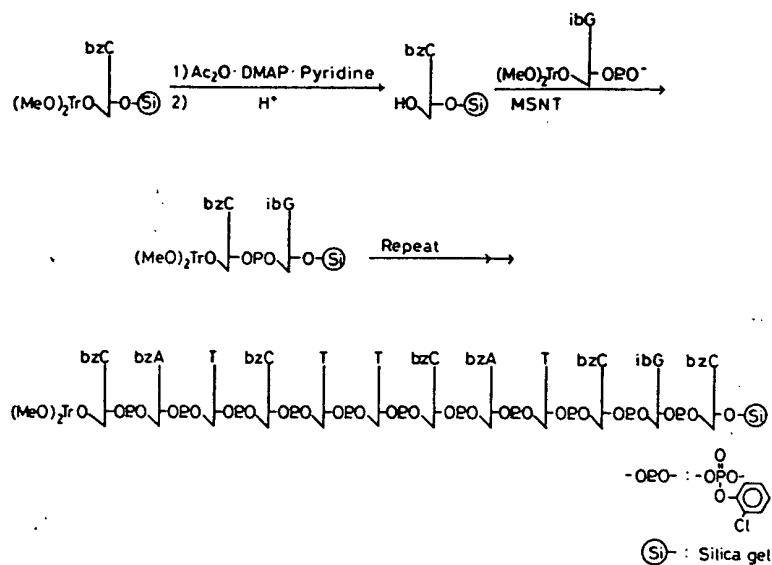 bzC
1) Ac₂O·DMAP·Pyridine
2) H⁺
bzC
ibG
(MeO)₂TrO
OPO⁻
(MeO)₂TrO
O
Si
HO
O
Si
MSNT
bzC ibG
(MeO)₂TrO
OPO
O
Si
Repeat
bzC bzA T bzC T T bzC bzA T bzC ibG bzC
(MeO)₂Tr O OPO OPO OPO OPO OPO OPO OPO OPO OPO OPO OPO O Si
-OPO- : -OPO-
O
O
Cl
Si : Silica gel